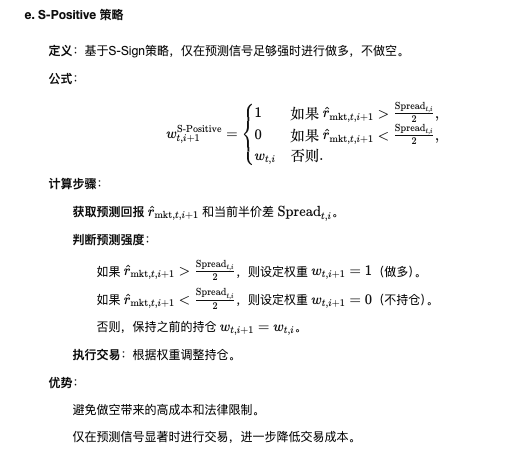 e. S-Positive 策略
定义：基于S-Sign策略，仅在预测信号足够强时进行做多，不做空。
公式：
$$w_{t,i+1}^{\text{S-Positive}} = \begin{cases} 1 & \text{如果 } \hat{r}_{\text{mkt},t,i+1} > \frac{\text{Spread}_{t,i}}{2}, \\ 0 & \text{如果 } \hat{r}_{\text{mkt},t,i+1} < \frac{\text{Spread}_{t,i}}{2}, \\ w_{t,i} & \text{否则.} \end{cases}$$
计算步骤：
获取预测回报 $\hat{r}_{\text{mkt},t,i+1}$ 和当前半价差 $\text{Spread}_{t,i}$。
判断预测强度：
如果 $\hat{r}_{\text{mkt},t,i+1} > \frac{\text{Spread}_{t,i}}{2}$，则设定权重 $w_{t,i+1} = 1$（做多）。
如果 $\hat{r}_{\text{mkt},t,i+1} < \frac{\text{Spread}_{t,i}}{2}$，则设定权重 $w_{t,i+1} = 0$（不持仓）。
否则，保持之前的持仓 $w_{t,i+1} = w_{t,i}$。
执行交易：根据权重调整持仓。
优势：
避免做空带来的高成本和法律限制。
仅在预测信号显著时进行交易，进一步降低交易成本。